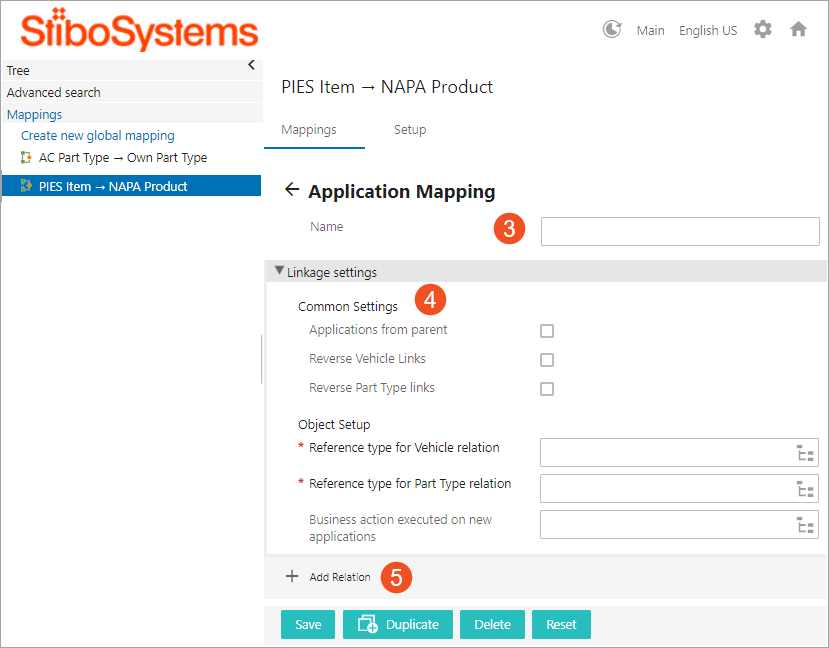 StiboSystems
Main English US
Tree
Advanced search
Mappings
Create new global mapping
AC Part Type → Own Part Type
PIES Item → NAPA Product
PIES Item → NAPA Product
Mappings Setup
← Application Mapping
Name 3
Linkage settings
Common Settings 4
Applications from parent
Reverse Vehicle Links
Reverse Part Type links
Object Setup
* Reference type for Vehicle relation
* Reference type for Part Type relation
Business action executed on new
applications
+ Add Relation 5
Save Duplicate Delete Reset